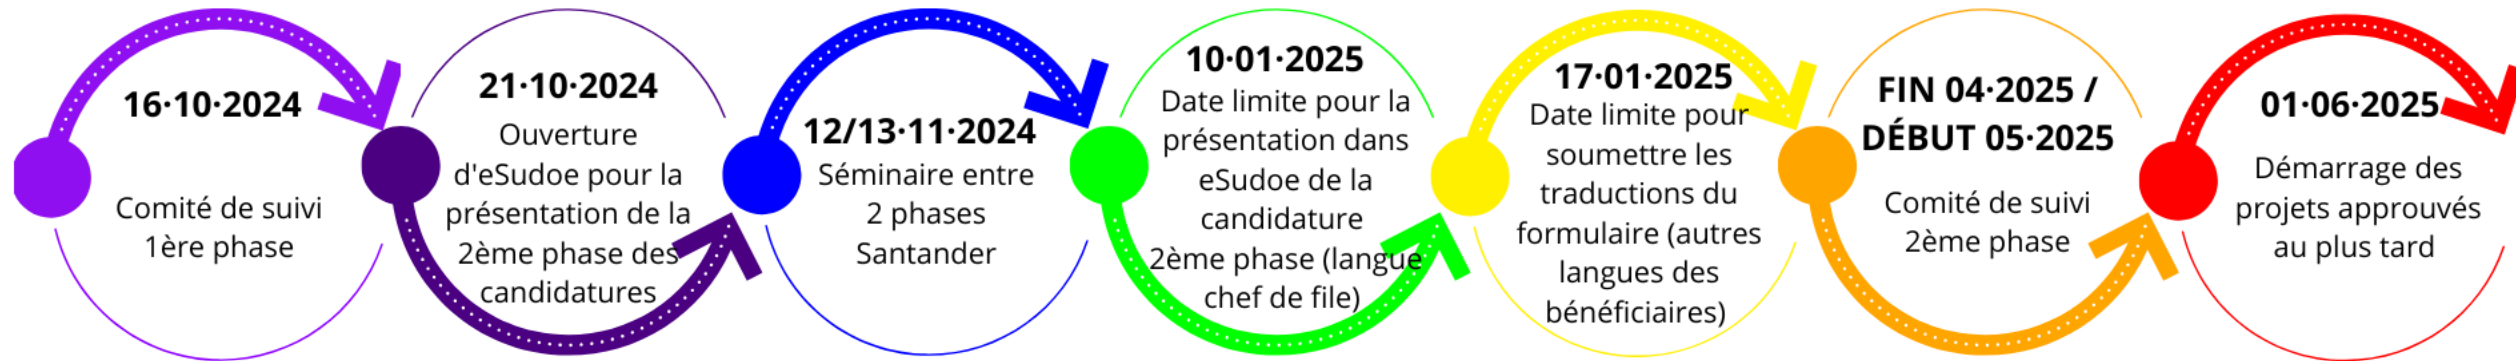 16·10·2024
Comité de suivi
1ère phase
21·10·2024
Ouverture
d'eSudoe pour la
présentation de la
2ème phase des
candidatures
12/13·11·2024
Séminaire entre
2 phases
Santander
10·01·2025
Date limite pour la
présentation dans
eSudoe de la
candidature
2ème phase (langue
chef de file)
17·01·2025
Date limite pour
soumettre les
traductions du
formulaire (autres
langues des
bénéficiaires)
FIN 04·2025 /
DÉBUT 05·2025
Comité de suivi
2ème phase
01·06·2025
Démarrage des
projets approuvés
au plus tard